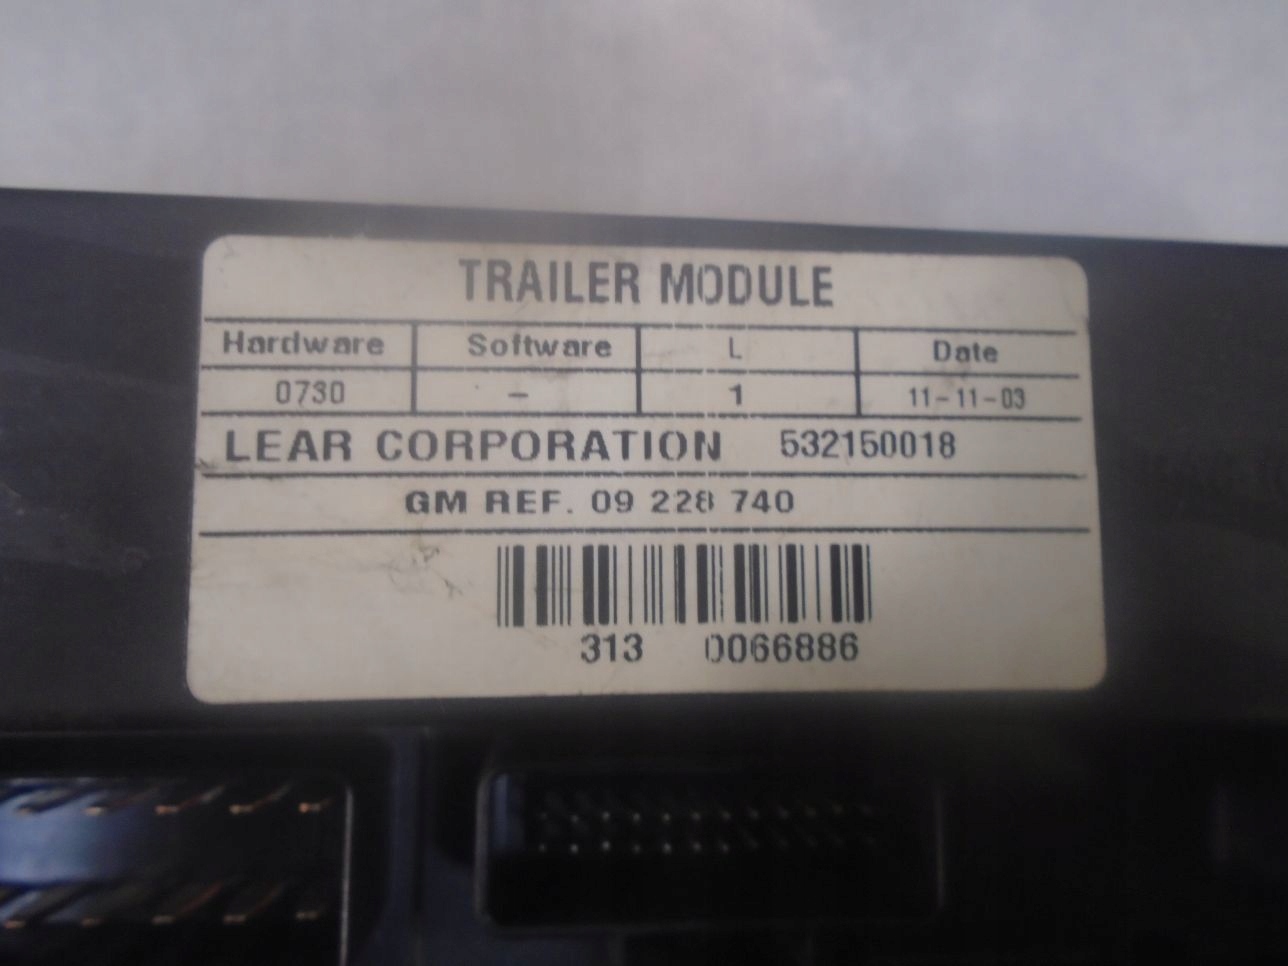 TRAILER MODULE
Hardware Software L Date
0730 – 1 11-11-03
LEAR CORPORATION 532150018
GM REF. 09 228 740
313 0066886